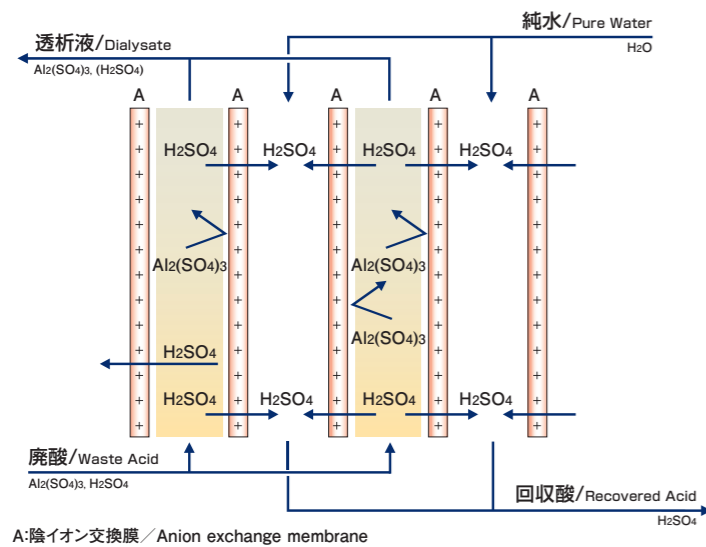 純水/Pure Water
H2O
透析液/Dialysate
Al2(SO4)3, (H2SO4)
A A A A A
H2SO4 H2SO4 H2SO4 H2SO4
Al2(SO4)3 Al2(SO4)3
Al2(SO4)3
H2SO4
H2SO4 H2SO4 H2SO4 H2SO4
廃酸/Waste Acid
Al2(SO4)3, H2SO4
回収酸/Recovered Acid
H2SO4
A:陰イオン交換膜／Anion exchange membrane